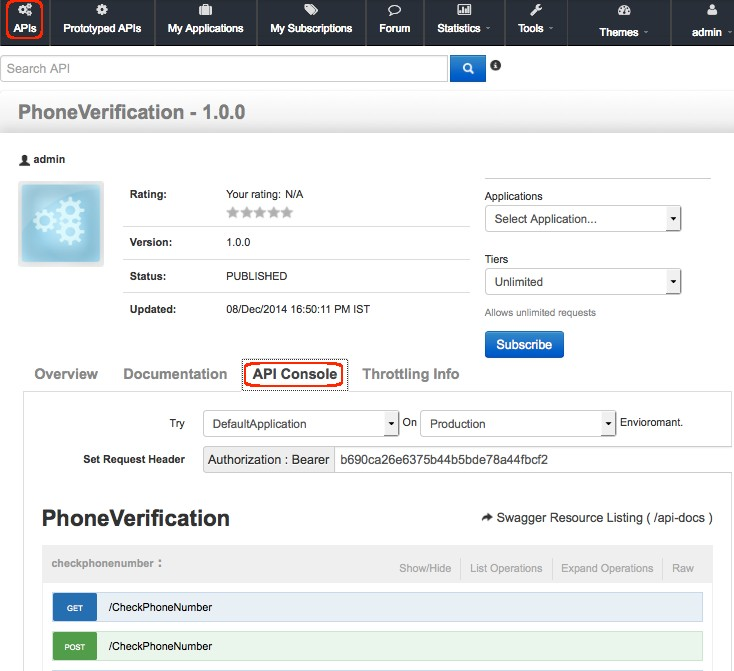 APIs Prototyped APIs My Applications My Subscriptions Forum Statistics Tools Themes admin
Search API
PhoneVerification - 1.0.0
admin
Rating: Your rating: N/A
Version: 1.0.0
Status: PUBLISHED
Updated: 08/Dec/2014 16:50:11 PM IST
Applications
Select Application...
Tiers
Unlimited
Allows unlimited requests
Subscribe
Overview Documentation API Console Throttling Info
Try DefaultApplication On Production Envioromant.
Set Request Header Authorization : Bearer b690ca26e6375b44b5bde78a44fbcf2
PhoneVerification Swagger Resource Listing ( /api-docs )
checkphonenumber : Show/Hide List Operations Expand Operations Raw
GET /CheckPhoneNumber
POST /CheckPhoneNumber